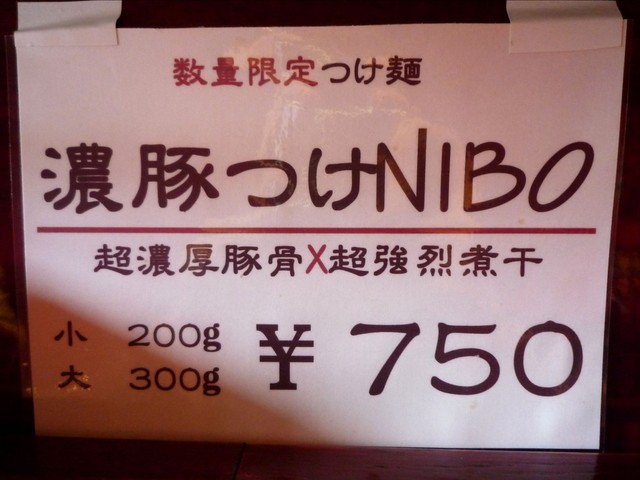 数量限定つけ麺
濃豚つけNIBO
超濃厚豚骨X超強烈煮干
小 200g
大 300g
¥750